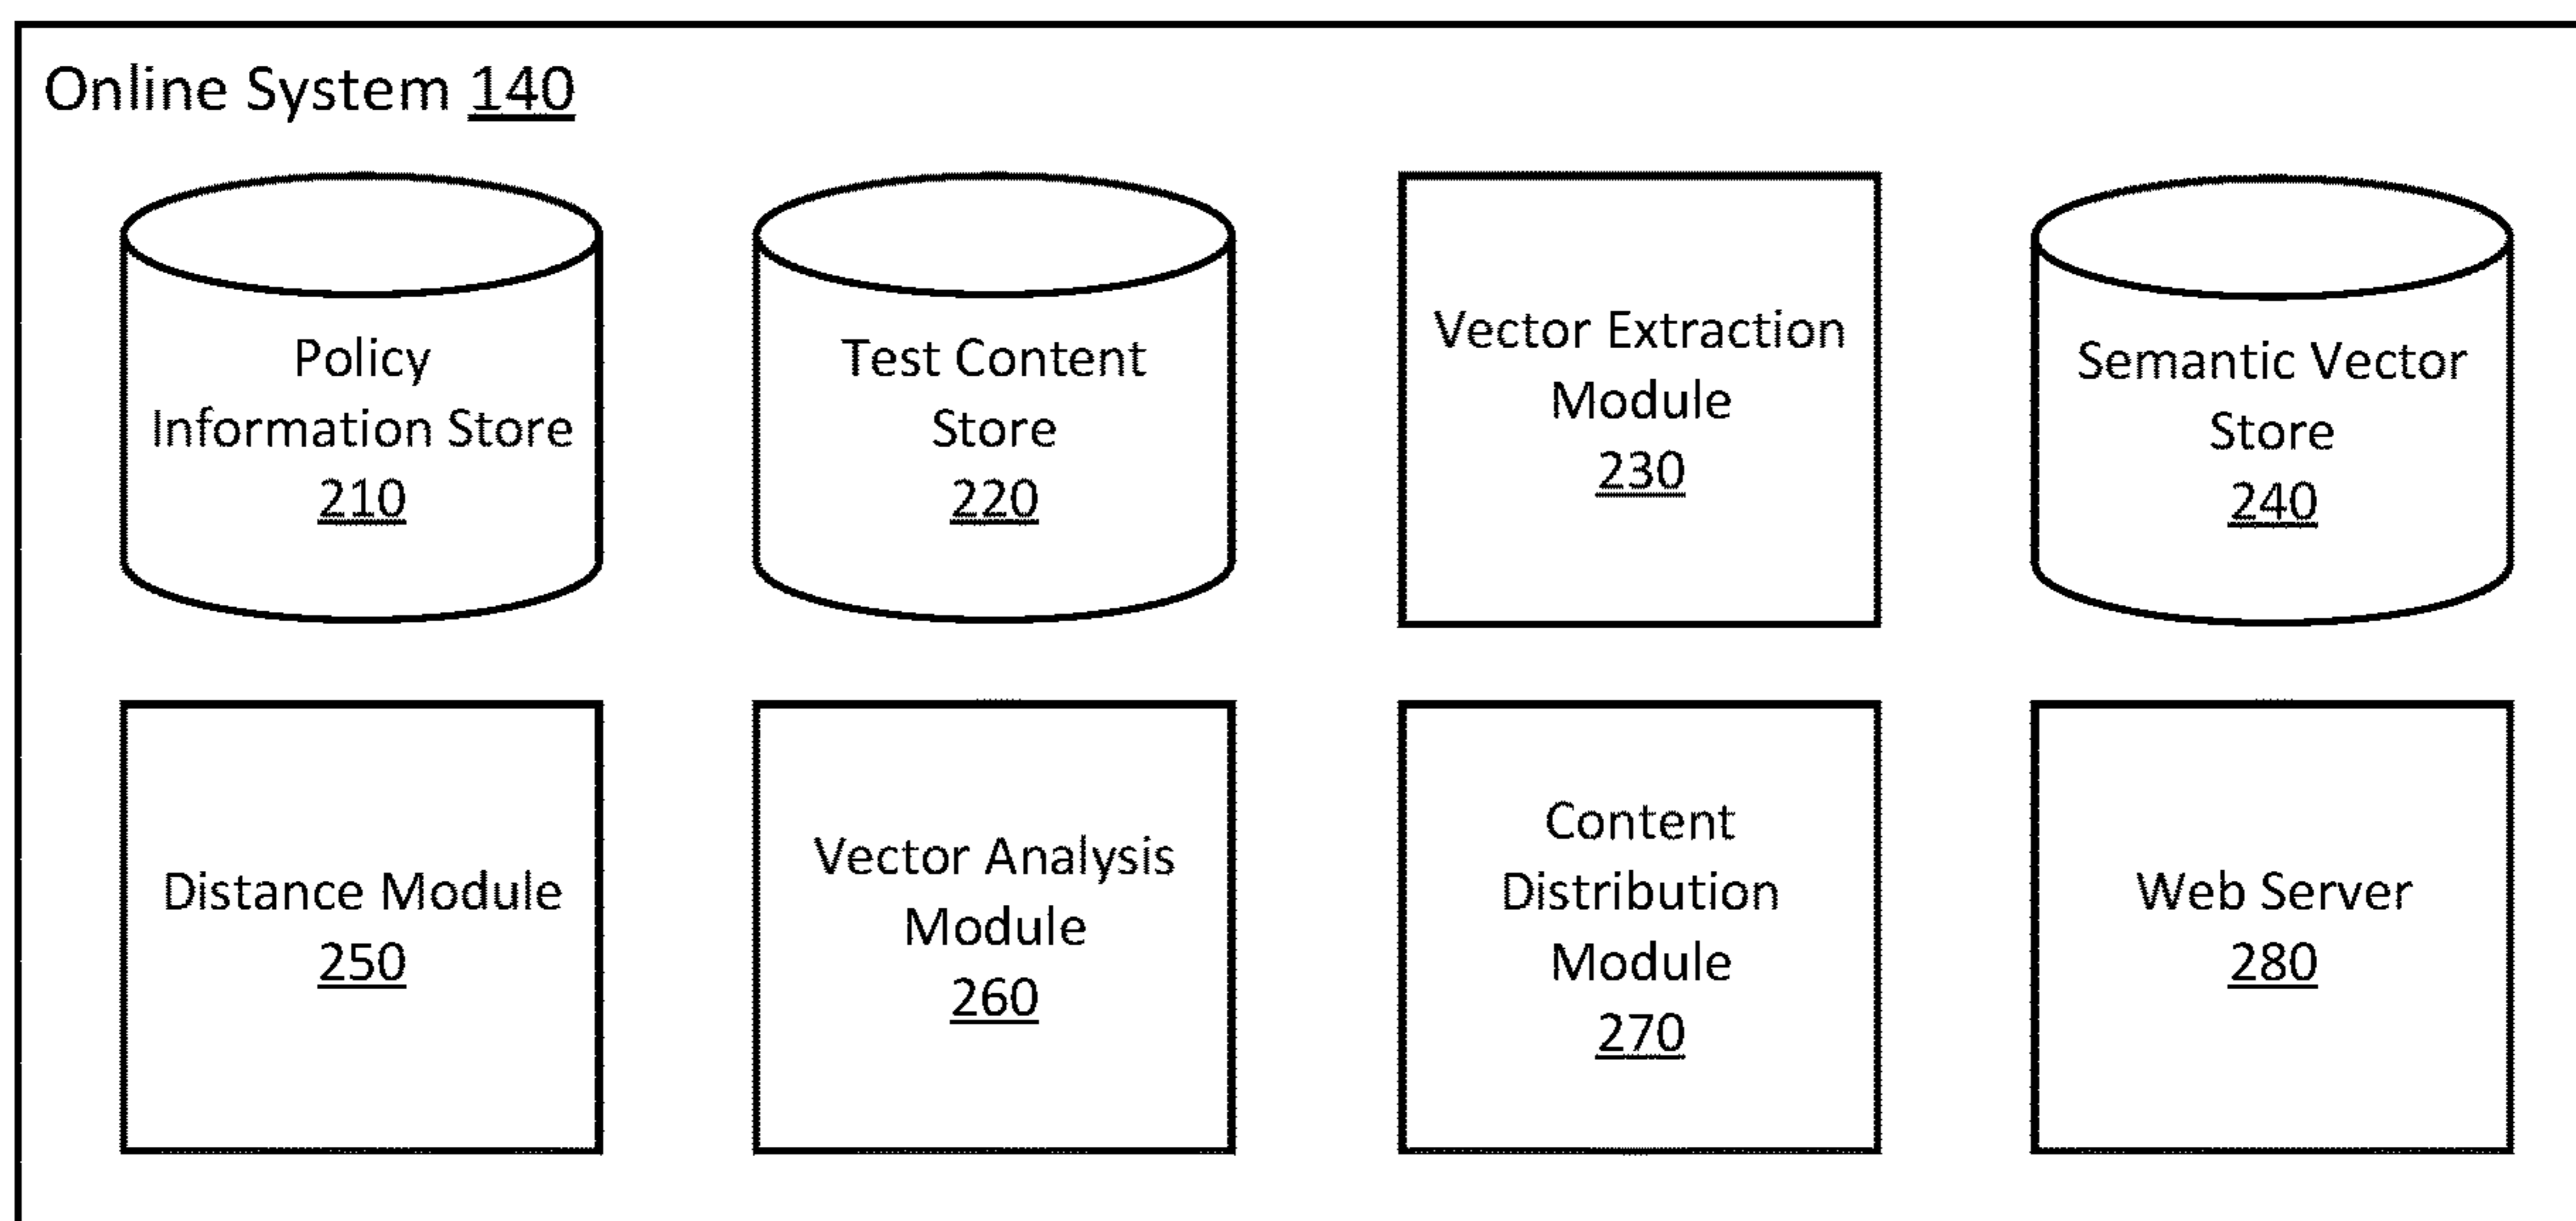 Online System 140
Policy
Information Store
210
Test Content
Store
220
Vector Extraction
Module
230
Semantic Vector
Store
240
Distance Module
250
Vector Analysis
Module
260
Content
Distribution
Module
270
Web Server
280